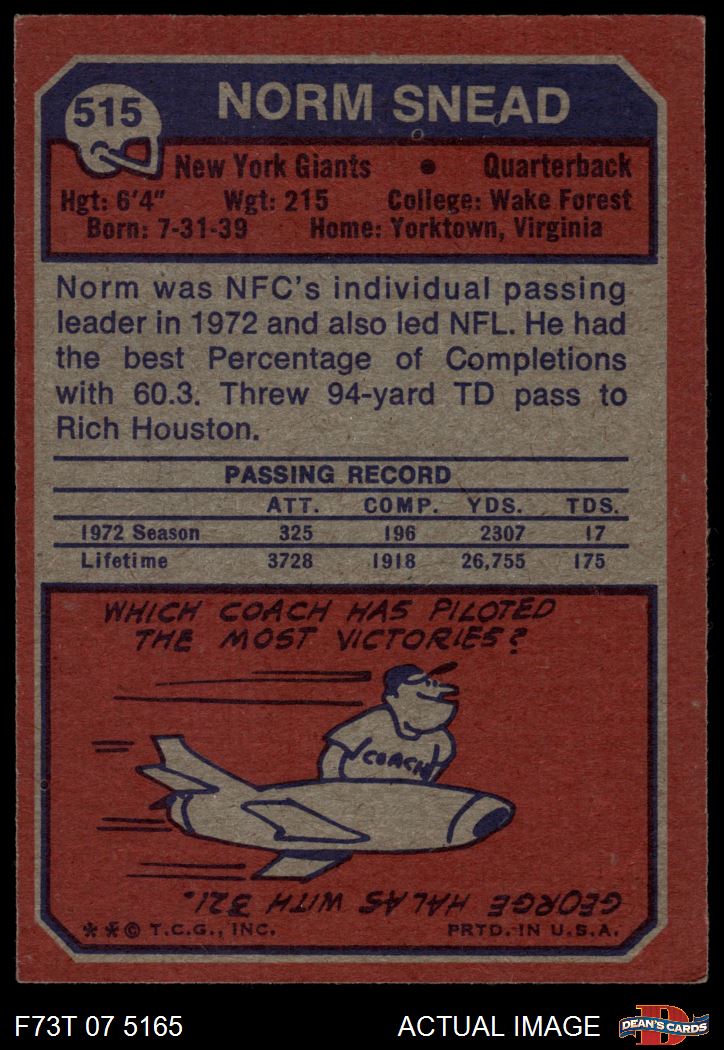 515
NORM SNEAD
New York Giants • Quarterback
Hgt: 6'4" Wgt: 215 College: Wake Forest
Born: 7-31-39 Home: Yorktown, Virginia
Norm was NFC's individual passing
leader in 1972 and also led NFL. He had
the best Percentage of Completions
with 60.3. Threw 94-yard TD pass to
Rich Houston.
PASSING RECORD
ATT. COMP. YDS. TDS.
1972 Season 325 196 2307 17
Lifetime 3728 1918 26,755 175
WHICH COACH HAS PILOTED
THE MOST VICTORIES?
COACH
GEORGE HALAS WITH 321.
**© T.C.G., INC. PRTD. IN U.S.A.
F73T 07 5165 ACTUAL IMAGE
D
DEAN'S CARDS